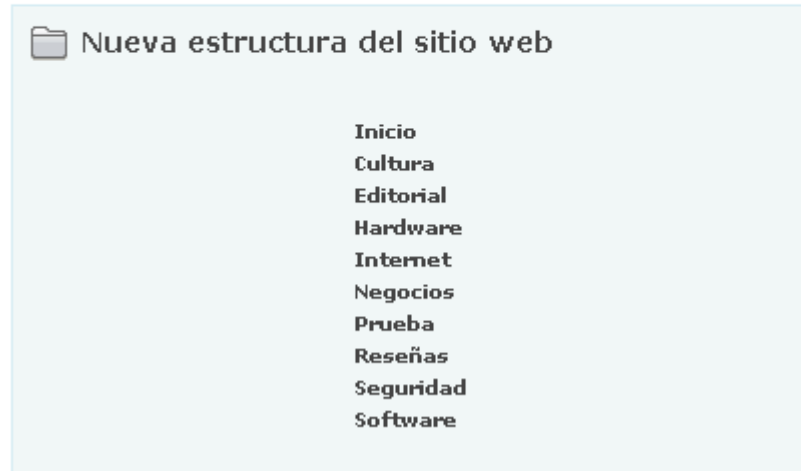 Nueva estructura del sitio web
Inicio
Cultura
Editorial
Hardware
Internet
Negocios
Prueba
Reseñas
Seguridad
Software